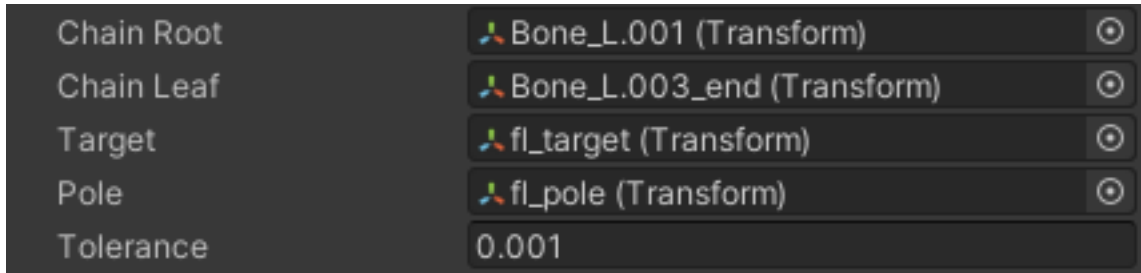 Chain Root Bone_L.001 (Transform)
Chain Leaf Bone_L.003_end (Transform)
Target fl_target (Transform)
Pole fl_pole (Transform)
Tolerance 0.001